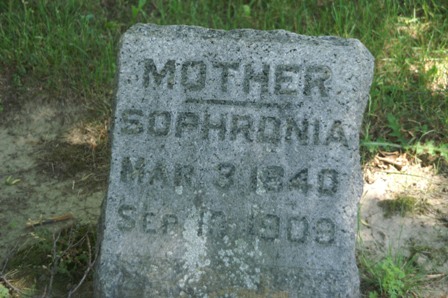 MOTHER
SOPHRONIA
MAR 3 1840
SEP 1909